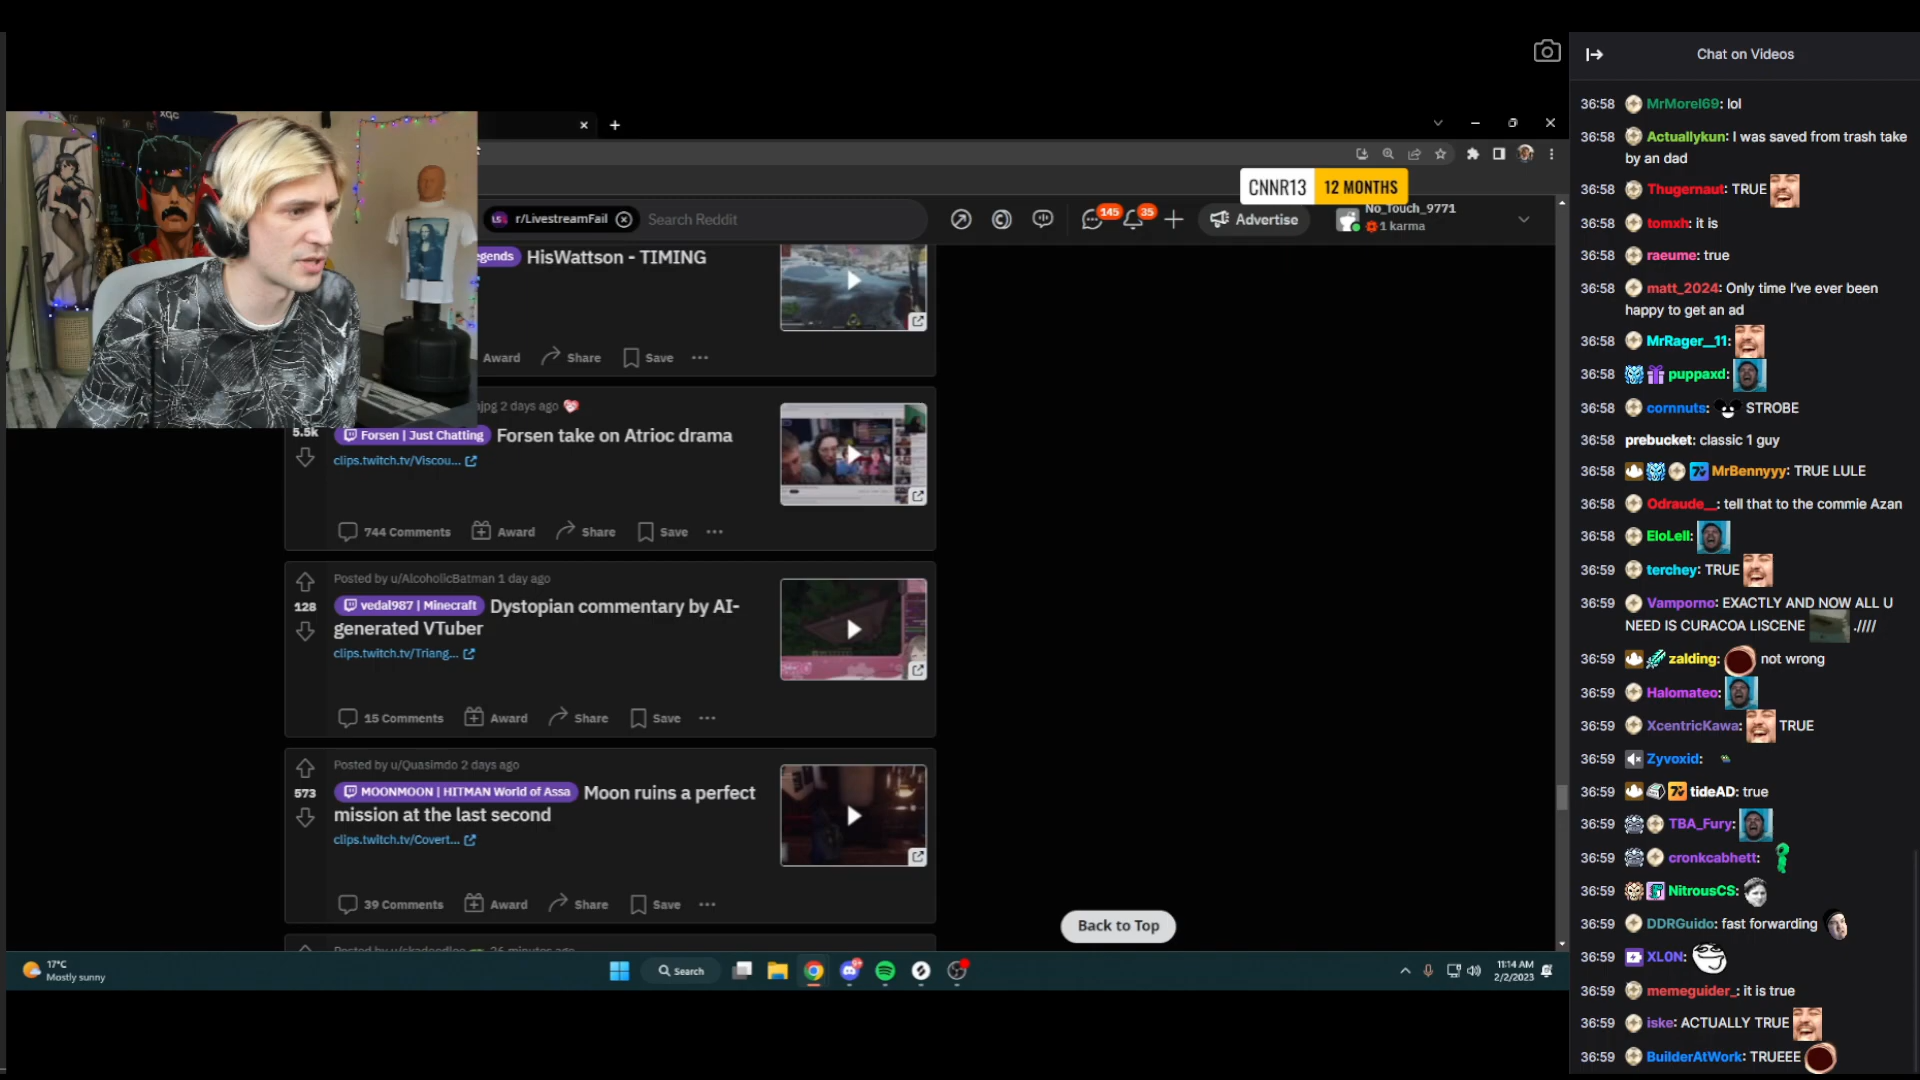 Chat on Videos
xqc
CNNR13 12 MONTHS
r/LivestreamFail Search Reddit
145 35
Advertise
No_Touch_9771
1 karma
egends HisWattson - TIMING
Award Share Save
ajpg 2 days ago
5.5k
Forsen | Just Chatting Forsen take on Atrioc drama
clips.twitch.tv/Viscou...
744 Comments Award Share Save
Posted by u/AlcoholicBatman 1 day ago
128
vedal987 | Minecraft Dystopian commentary by AI-
generated VTuber
clips.twitch.tv/Triang...
15 Comments Award Share Save
Posted by u/Quasimdo 2 days ago
573
MOONMOON | HITMAN World of Assa Moon ruins a perfect
mission at the last second
clips.twitch.tv/Covert...
39 Comments Award Share Save
Back to Top
17°C
Mostly sunny
Search
11:14 AM
2/2/2023
36:58 MrMorel69: lol
36:58 Actuallykun: I was saved from trash take
by an dad
36:58 Thugernaut: TRUE
36:58 tomxh: it is
36:58 raeume: true
36:58 matt_2024: Only time I've ever been
happy to get an ad
36:58 MrRager__11:
36:58 puppaxd:
36:58 cornnuts: STROBE
36:58 prebucket: classic 1 guy
36:58 MrBennyyy: TRUE LULE
36:58 Odraude__: tell that to the commie Azan
36:58 EloLell:
36:59 terchey: TRUE
36:59 Vamporno: EXACTLY AND NOW ALL U
NEED IS CURACOA LISCENE .////
36:59 zalding: not wrong
36:59 Halomateo:
36:59 XcentricKawa: TRUE
36:59 Zyvoxid:
36:59 tideAD: true
36:59 TBA_Fury:
36:59 cronkcabhett:
36:59 NitrousCS:
36:59 DDRGuido: fast forwarding
36:59 XL0N:
36:59 memeguider_: it is true
36:59 iske: ACTUALLY TRUE
36:59 BuilderAtWork: TRUEEE